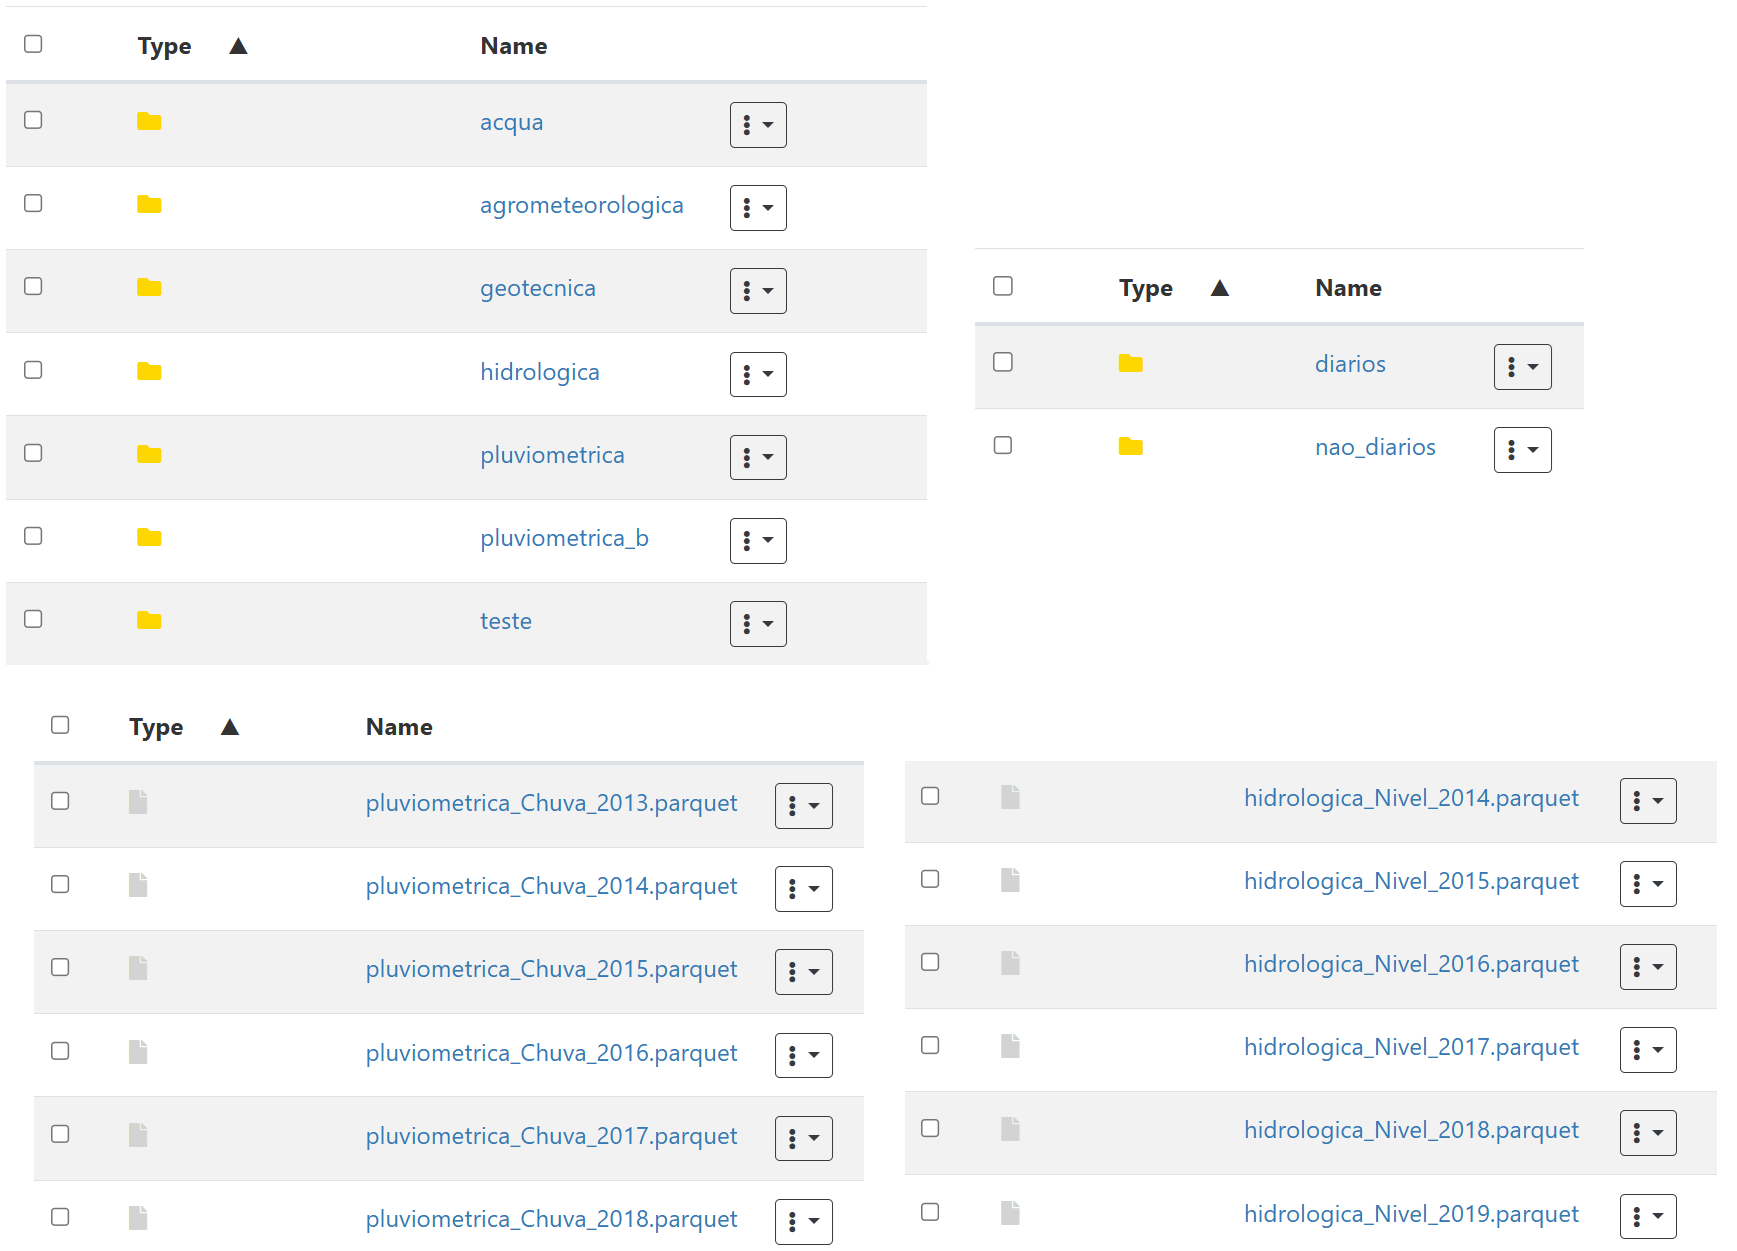 Type ▲ Name
acqua
agrometeorologica
geotecnica
hidrologica
pluviometrica
pluviometrica_b
teste
Type ▲ Name
diarios
nao_diarios
Type ▲ Name
pluviometrica_Chuva_2013.parquet
pluviometrica_Chuva_2014.parquet
pluviometrica_Chuva_2015.parquet
pluviometrica_Chuva_2016.parquet
pluviometrica_Chuva_2017.parquet
pluviometrica_Chuva_2018.parquet
hidrologica_Nivel_2014.parquet
hidrologica_Nivel_2015.parquet
hidrologica_Nivel_2016.parquet
hidrologica_Nivel_2017.parquet
hidrologica_Nivel_2018.parquet
hidrologica_Nivel_2019.parquet